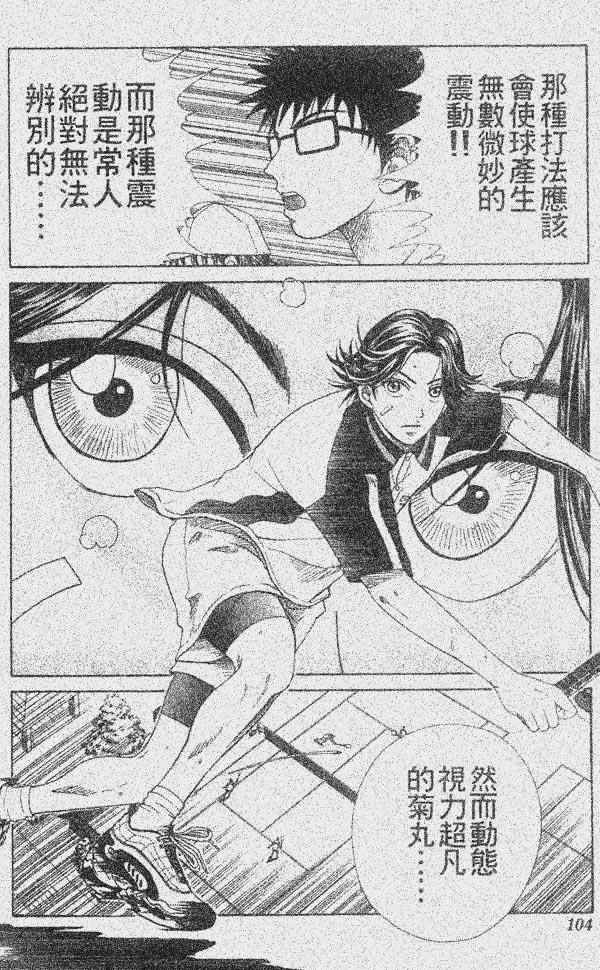 那種打法應該
會使球產生
無數微妙的
震動!!
而那種震
動是常人
絕對無法
辨別的……
然而動態
視力超凡
的菊丸……
104